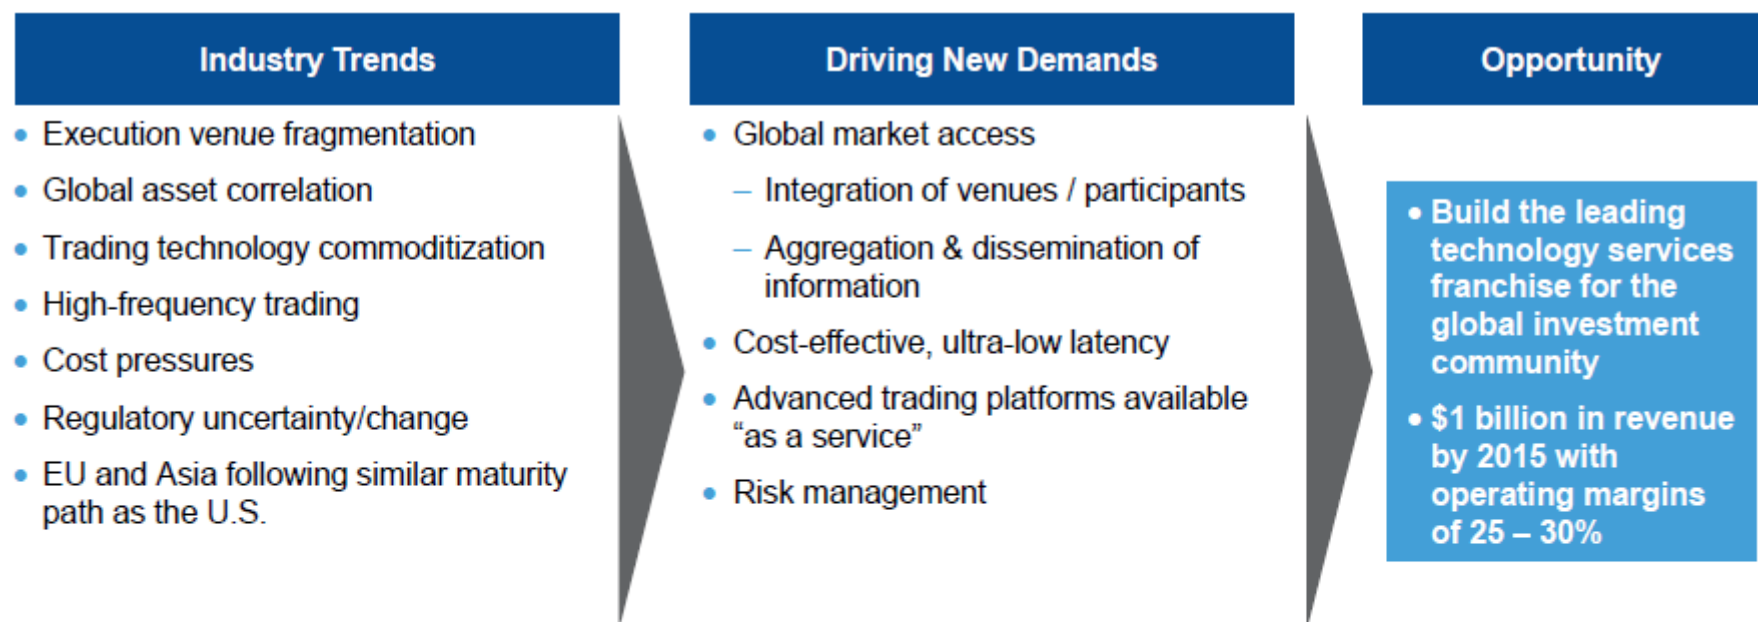 Industry Trends
• Execution venue fragmentation
• Global asset correlation
• Trading technology commoditization
• High-frequency trading
• Cost pressures
• Regulatory uncertainty/change
• EU and Asia following similar maturity
path as the U.S.
Driving New Demands
• Global market access
– Integration of venues / participants
– Aggregation & dissemination of
information
• Cost-effective, ultra-low latency
• Advanced trading platforms available
“as a service”
• Risk management
Opportunity
• Build the leading
technology services
franchise for the
global investment
community
• $1 billion in revenue
by 2015 with
operating margins
of 25 – 30%